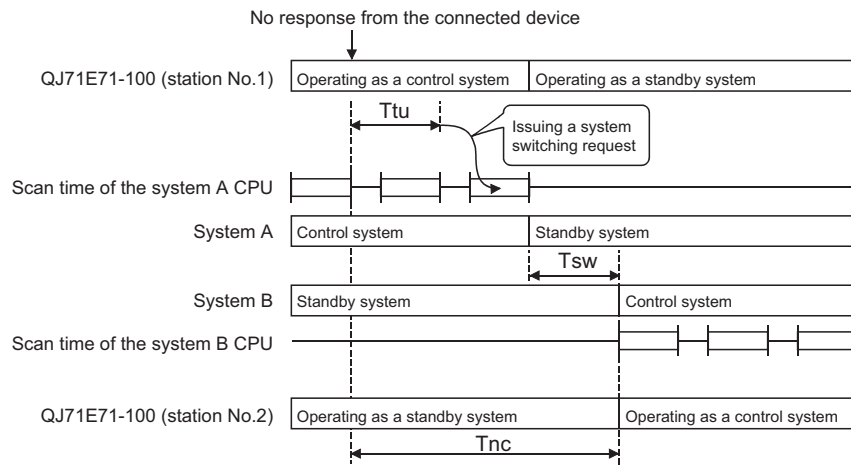 No response from the connected device
QJ71E71-100 (station No.1)
Operating as a control system
Operating as a standby system
Ttu
Issuing a system
switching request
Scan time of the system A CPU
System A
Control system
Standby system
Tsw
System B
Standby system
Control system
Scan time of the system B CPU
QJ71E71-100 (station No.2)
Operating as a standby system
Operating as a control system
Tnc